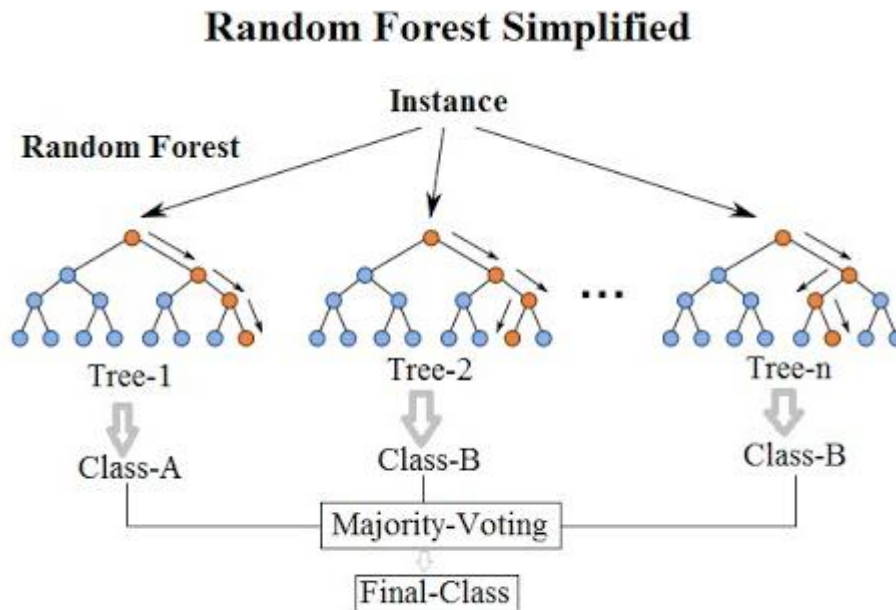 Random Forest Simplified
Instance
Random Forest
...
Tree-1
Tree-2
Tree-n
Class-A
Class-B
Class-B
Majority-Voting
Final-Class